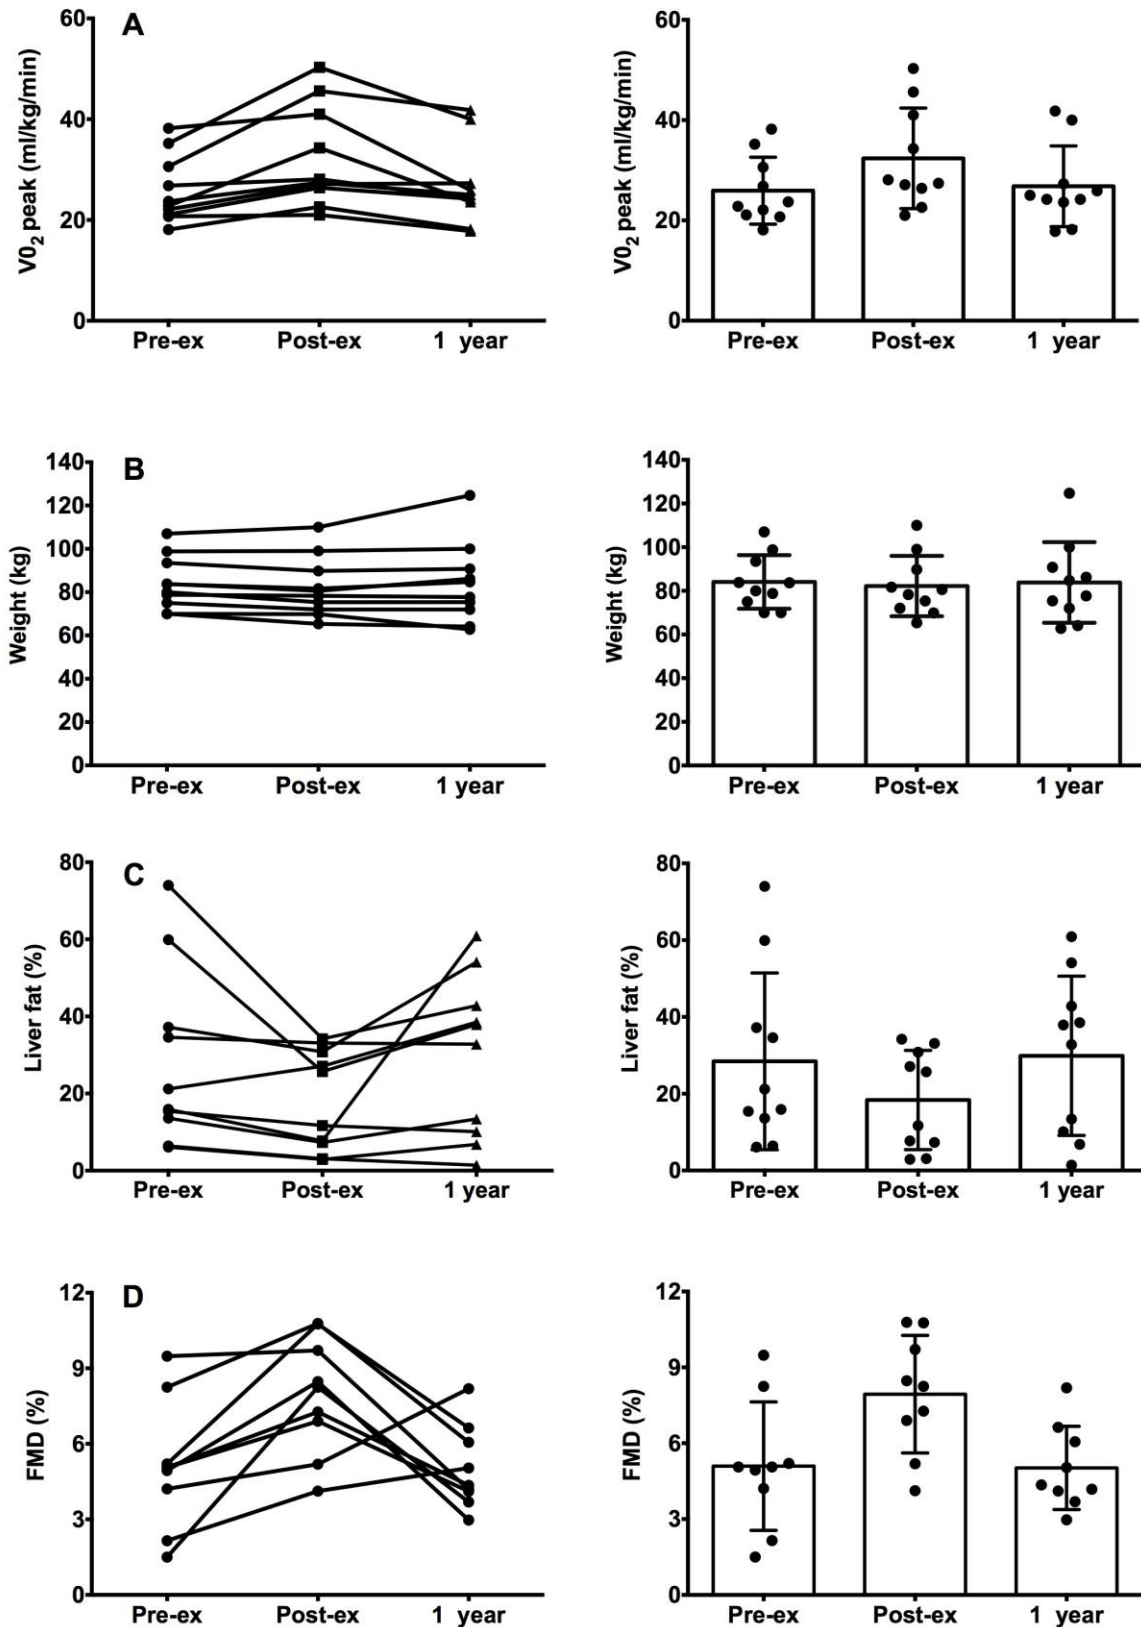 A
V0₂ peak (ml/kg/min)
60
40
20
0
Pre-ex Post-ex 1 year
V0₂ peak (ml/kg/min)
60
40
20
0
Pre-ex Post-ex 1 year
B
Weight (kg)
140
120
100
80
60
40
20
0
Pre-ex Post-ex 1 year
Weight (kg)
140
120
100
80
60
40
20
0
Pre-ex Post-ex 1 year
C
Liver fat (%)
80
60
40
20
0
Pre-ex Post-ex 1 year
Liver fat (%)
80
60
40
20
0
Pre-ex Post-ex 1 year
D
FMD (%)
12
9
6
3
0
Pre-ex Post-ex 1 year
FMD (%)
12
9
6
3
0
Pre-ex Post-ex 1 year